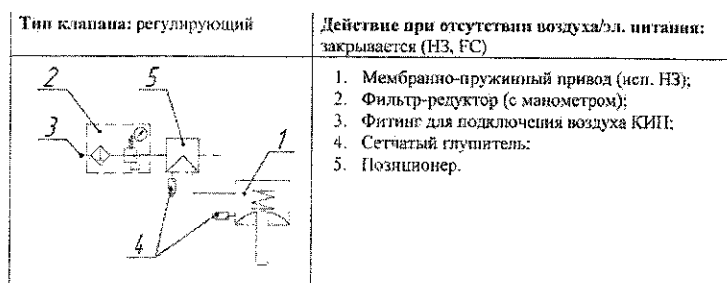 Тип клапана: регулирующий
Действие при отсутствии воздуха/эл. питания:
закрывается (НЗ, FC)
2
5
3
1
4
1. Мембранно-пружинный привод (исп. НЗ);
2. Фильтр-редуктор (с манометром);
3. Фитинг для подключения воздуха КИП;
4. Сетчатый глушитель;
5. Позиционер.